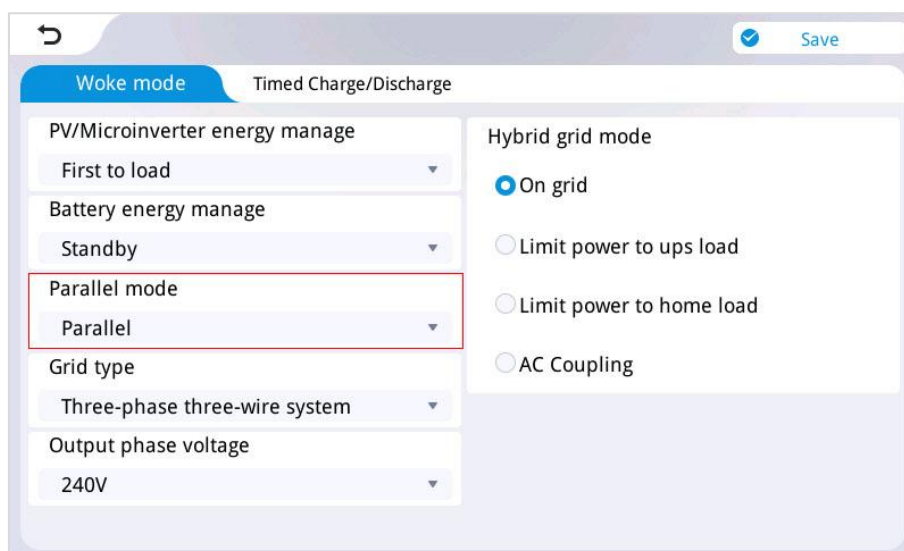 Save
Woke mode
Timed Charge/Discharge
PV/Microinverter energy manage
First to load
Battery energy manage
Standby
Parallel mode
Parallel
Grid type
Three-phase three-wire system
Output phase voltage
240V
Hybrid grid mode
On grid
Limit power to ups load
Limit power to home load
AC Coupling